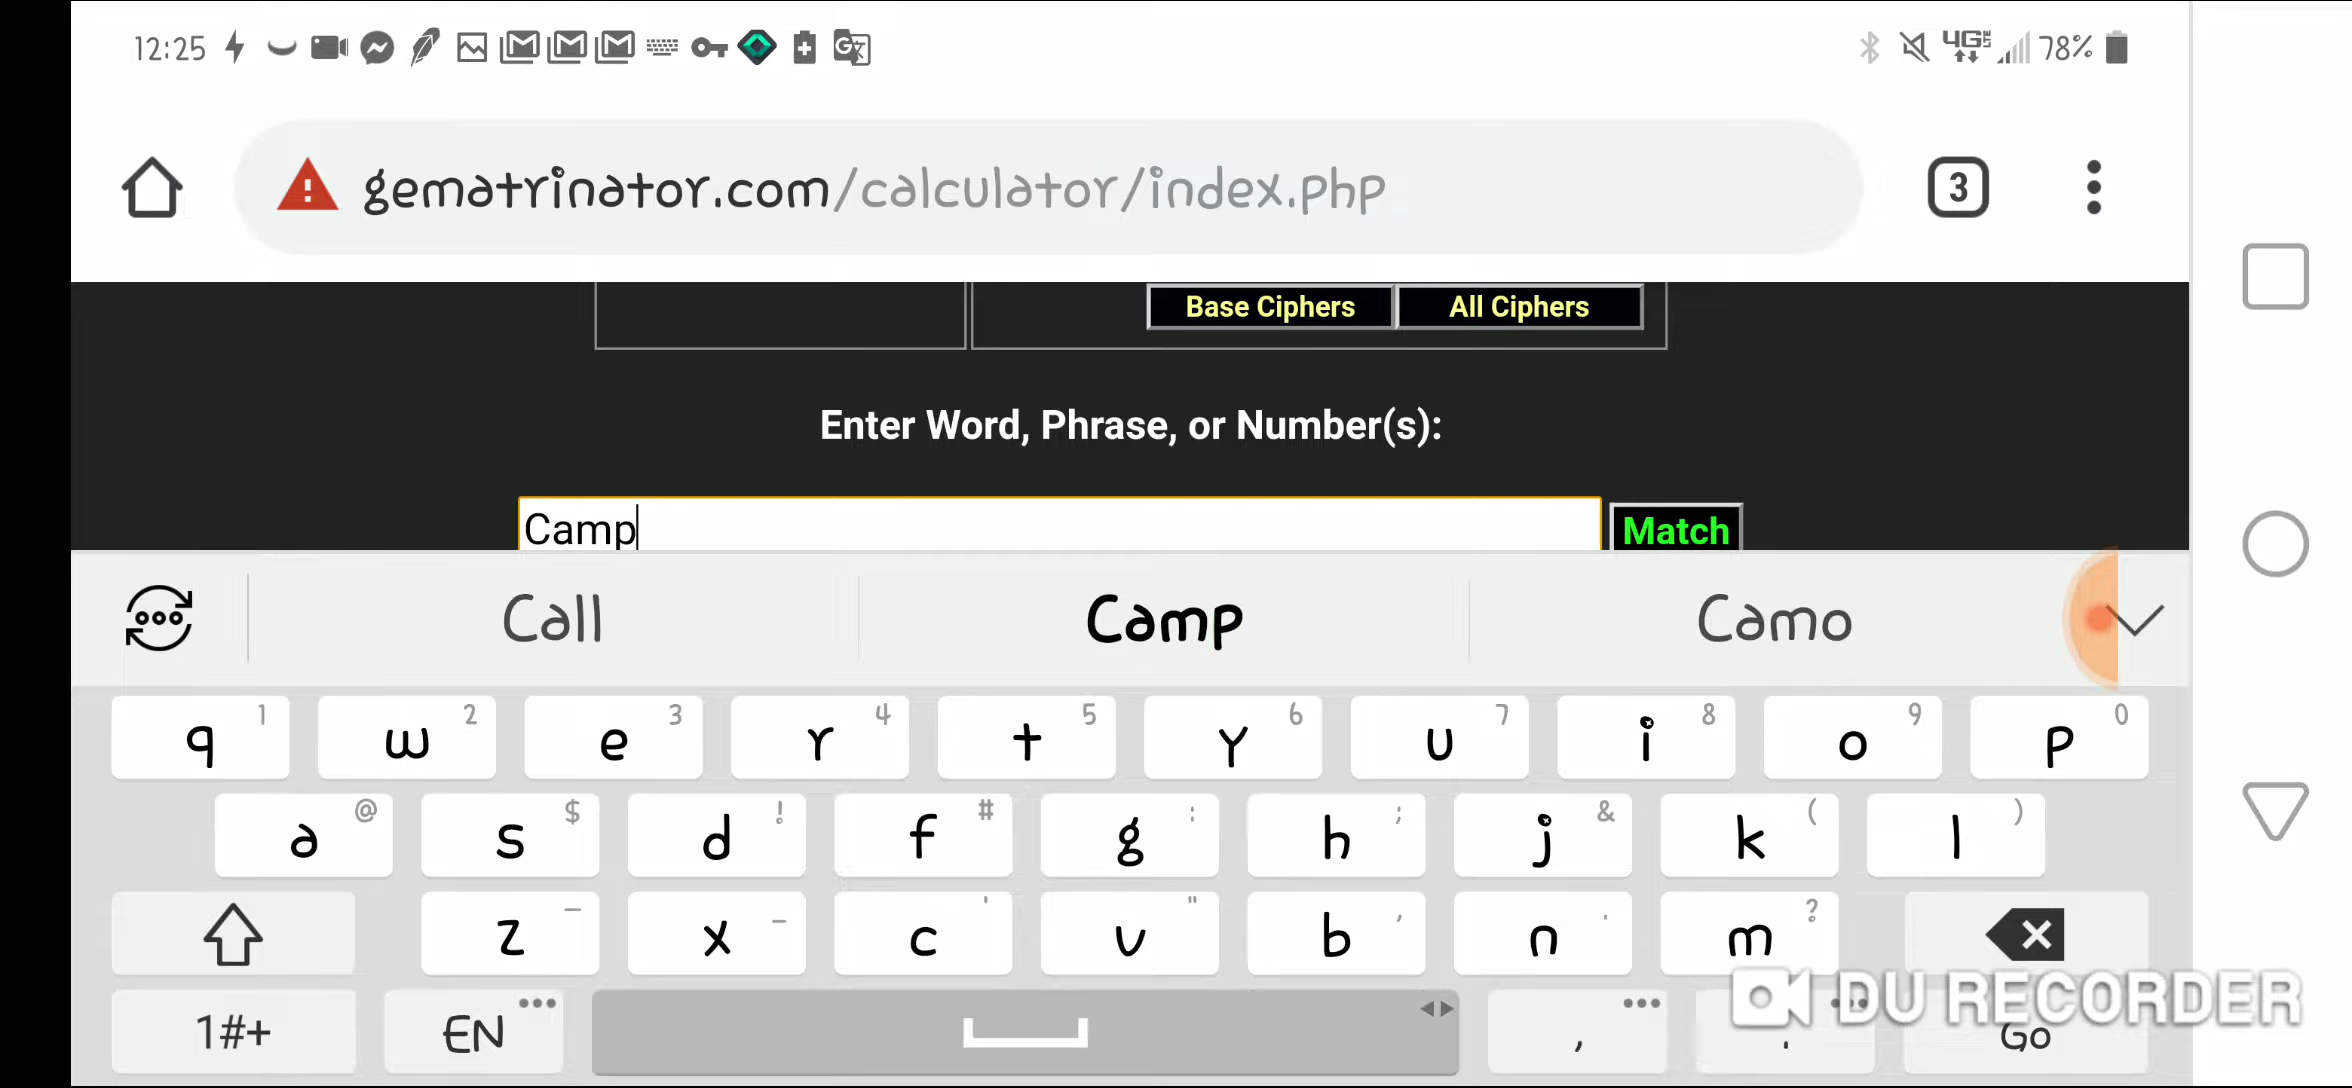 12:25 4G LTE 78%
gematrinator.com/calculator/index.php 3
Base Ciphers All Ciphers
Enter Word, Phrase, or Number(s):
Camp Match
Call Camp Camo
q 1 w 2 e 3 r 4 t 5 y 6 u 7 i 8 o 9 p 0
a @ s $ d ! f # g : h ; j & k ( l )
z — x - c ' v " b , n . m ?
DU RECORDER
1#+ EN , . Go